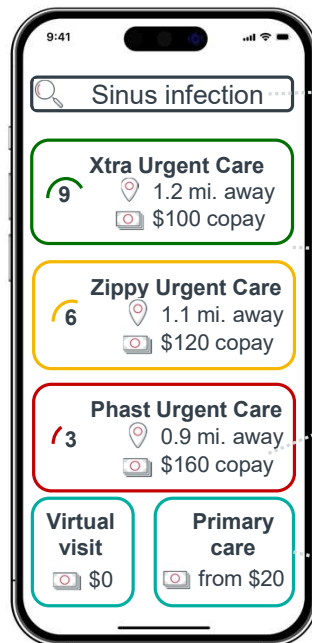 9:41
Sinus infection
Xtra Urgent Care
9
1.2 mi. away
$100 copay
Zippy Urgent Care
6
1.1 mi. away
$120 copay
Phast Urgent Care
3
0.9 mi. away
$160 copay
Virtual
visit
$0
Primary
care
from $20